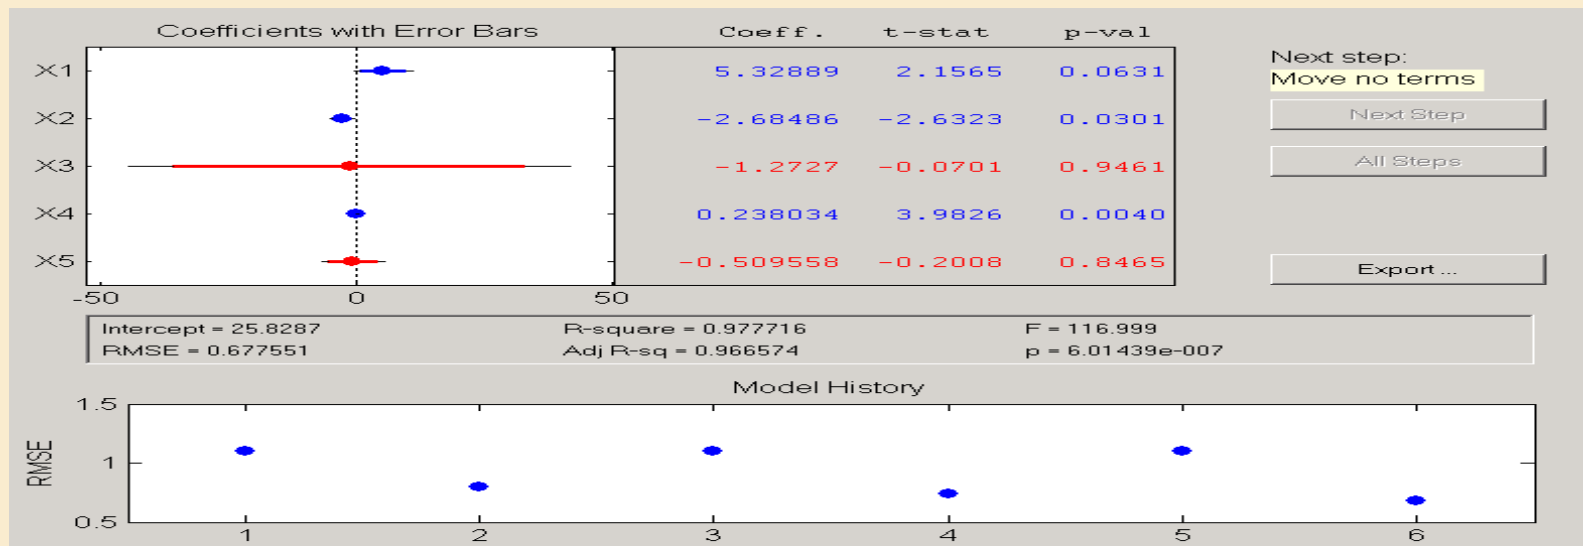 Coefficients with Error Bars
Coeff. t-stat p-val
X1 5.32889 2.1565 0.0631
X2 -2.68486 -2.6323 0.0301
X3 -1.2727 -0.0701 0.9461
X4 0.238034 3.9826 0.0040
X5 -0.509558 -0.2008 0.8465
-50 0 50
Next step:
Move no terms
Next Step
All Steps
Export ...
Intercept = 25.8287 R-square = 0.977716 F = 116.999
RMSE = 0.677551 Adj R-sq = 0.966574 p = 6.01439e-007
Model History
RMSE
1.5
1
0.5
1 2 3 4 5 6